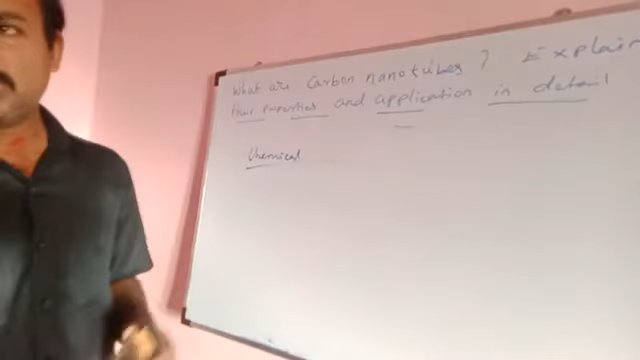 What are Carbon nanotubes? Explain
their properties and application in detail
Chemical